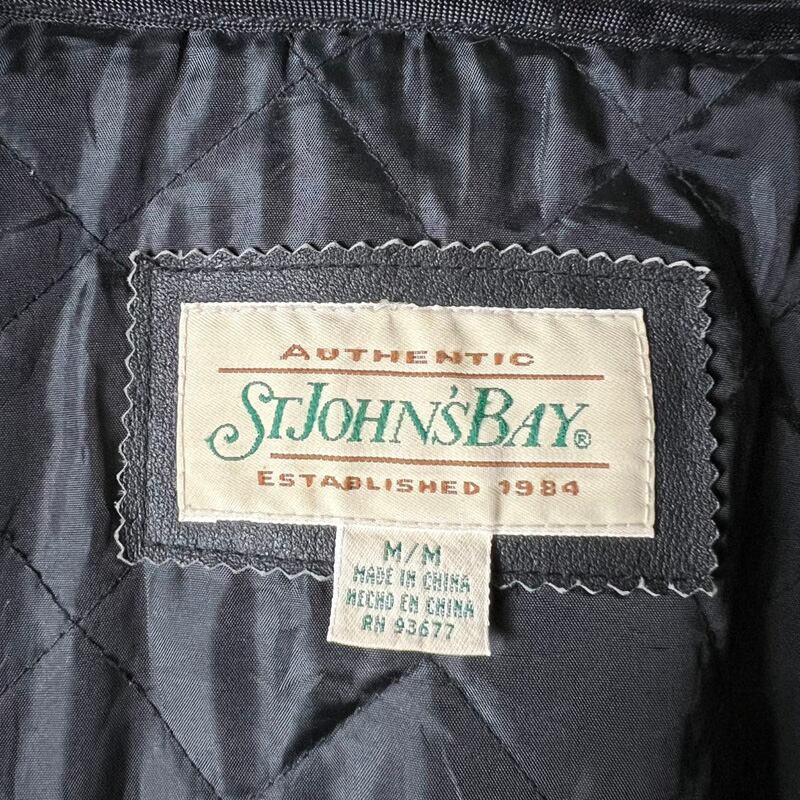 AUTHENTIC
ST JOHN'S BAY®
ESTABLISHED 1984
M/M
MADE IN CHINA
HECHO EN CHINA
RN 93677